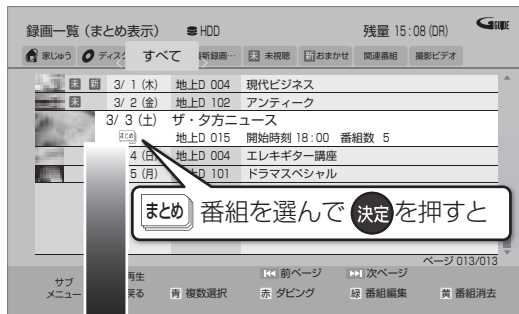 録画一覧（まとめ表示） HDD 残量 15:08 (DR) G GUIDE
家じゅう ディスク すべて 新録画… 未 未視聴 新 おまかせ 関連番組 撮影ビデオ
未 新 3/ 1 (木) 地上D 004 現代ビジネス
未 3/ 2 (金) 地上D 102 アンティーク
3/ 3 (土) ザ・夕方ニュース
まとめ 地上D 015 開始時刻 18:00 番組数 5
4 (日) 地上D 004 エレキギター講座
5 (月) 地上D 101 ドラマスペシャル
まとめ 番組を選んで 決定 を押すと
ページ 013/013
サブメニュー 再生 前ページ 次ページ
戻る 青 複数選択 赤 ダビング 緑 番組編集 黄 番組消去